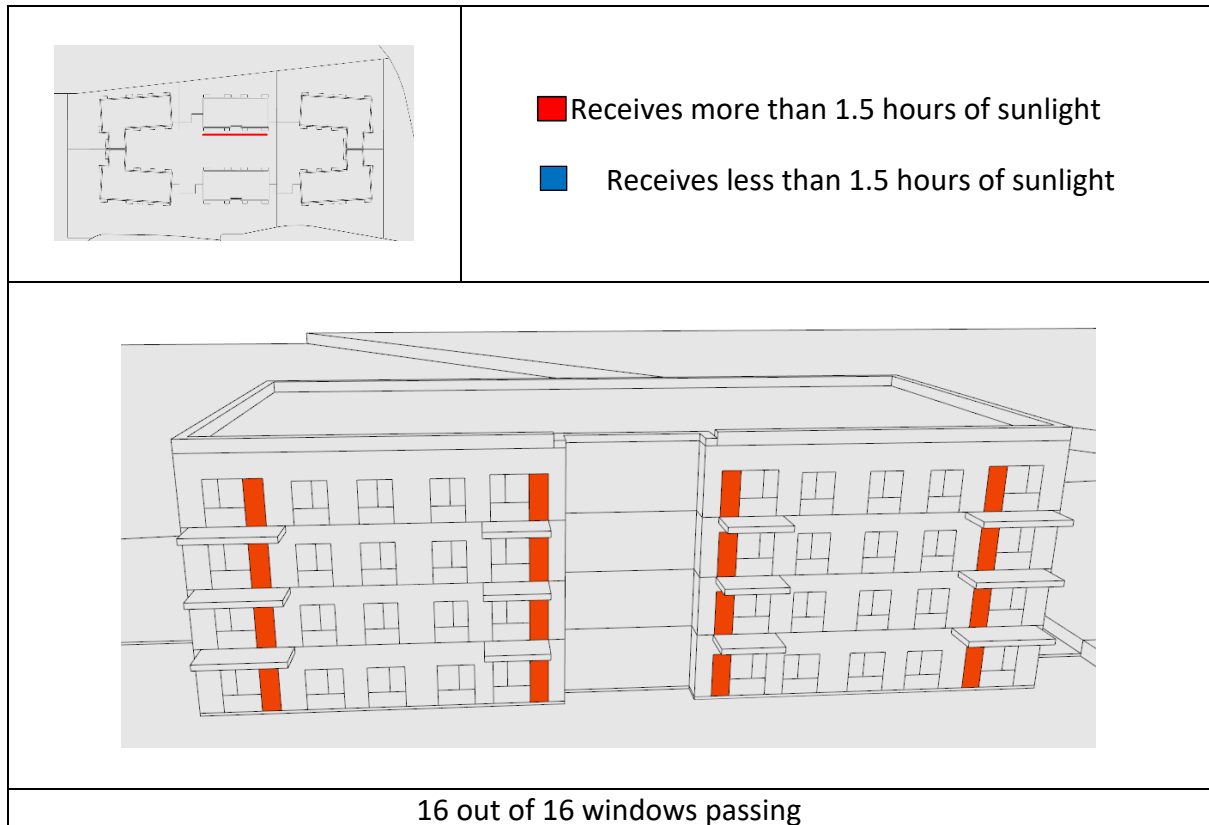 Receives more than 1.5 hours of sunlight
Receives less than 1.5 hours of sunlight
16 out of 16 windows passing